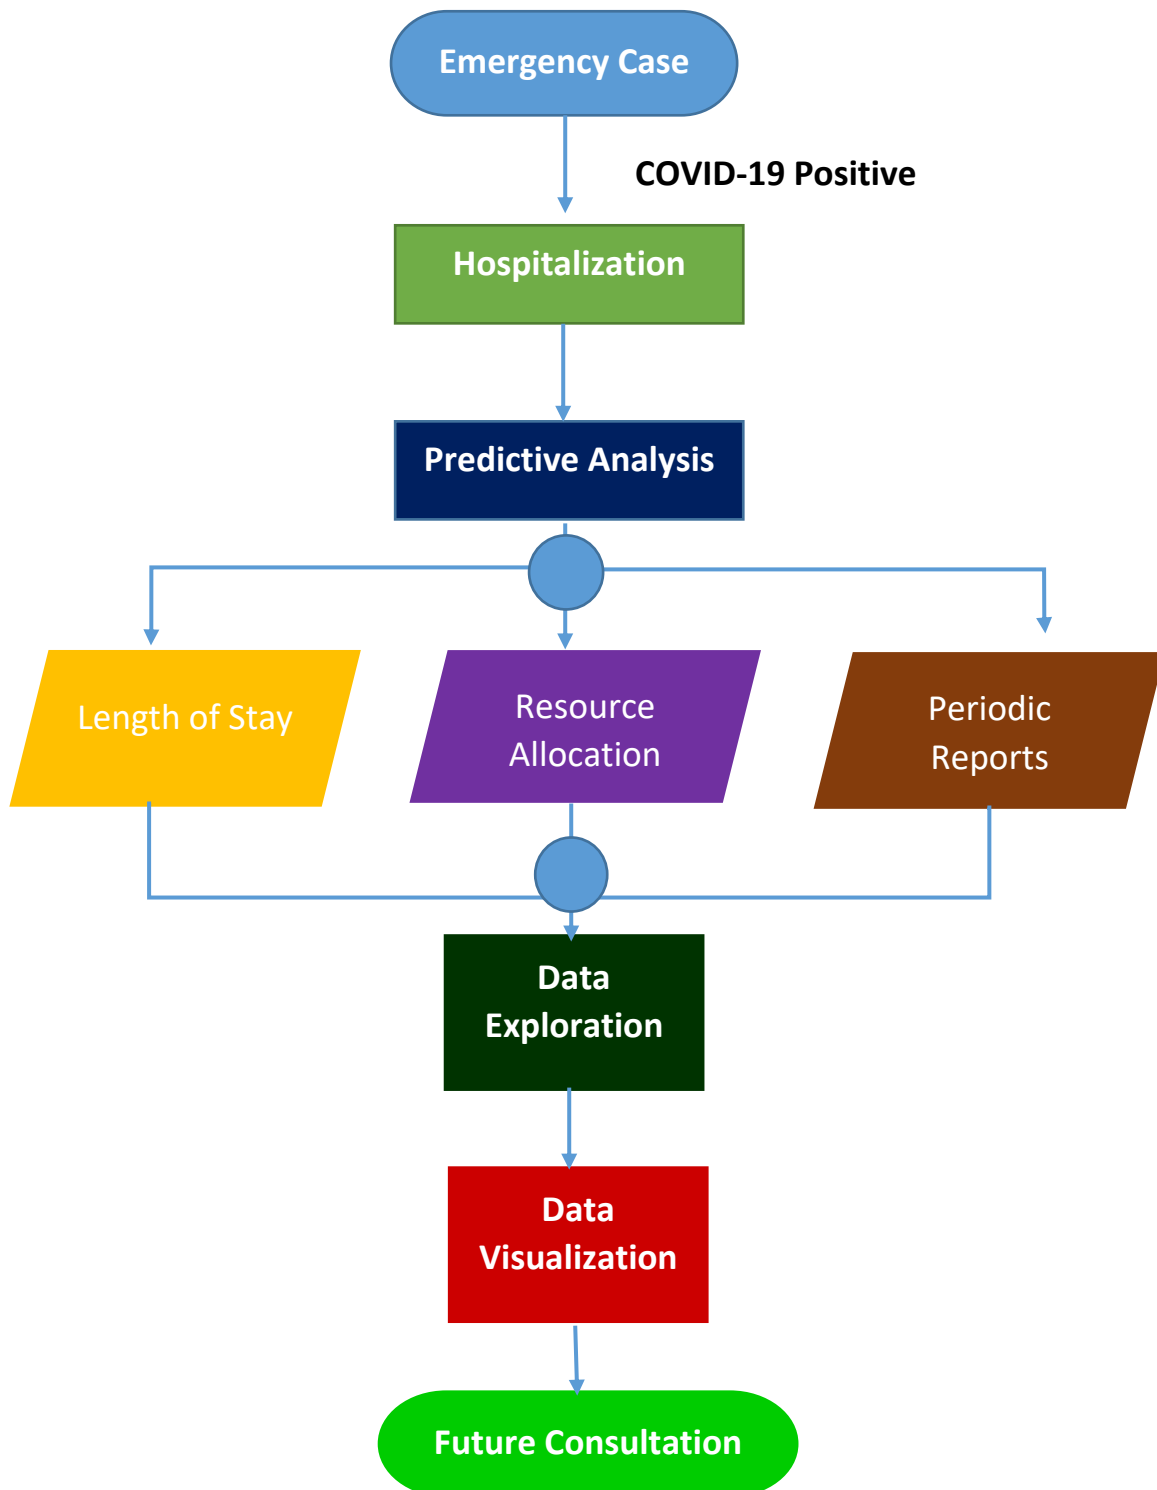 Emergency Case
COVID-19 Positive
Hospitalization
Predictive Analysis
Length of Stay
Resource
Allocation
Periodic
Reports
Data
Exploration
Data
Visualization
Future Consultation